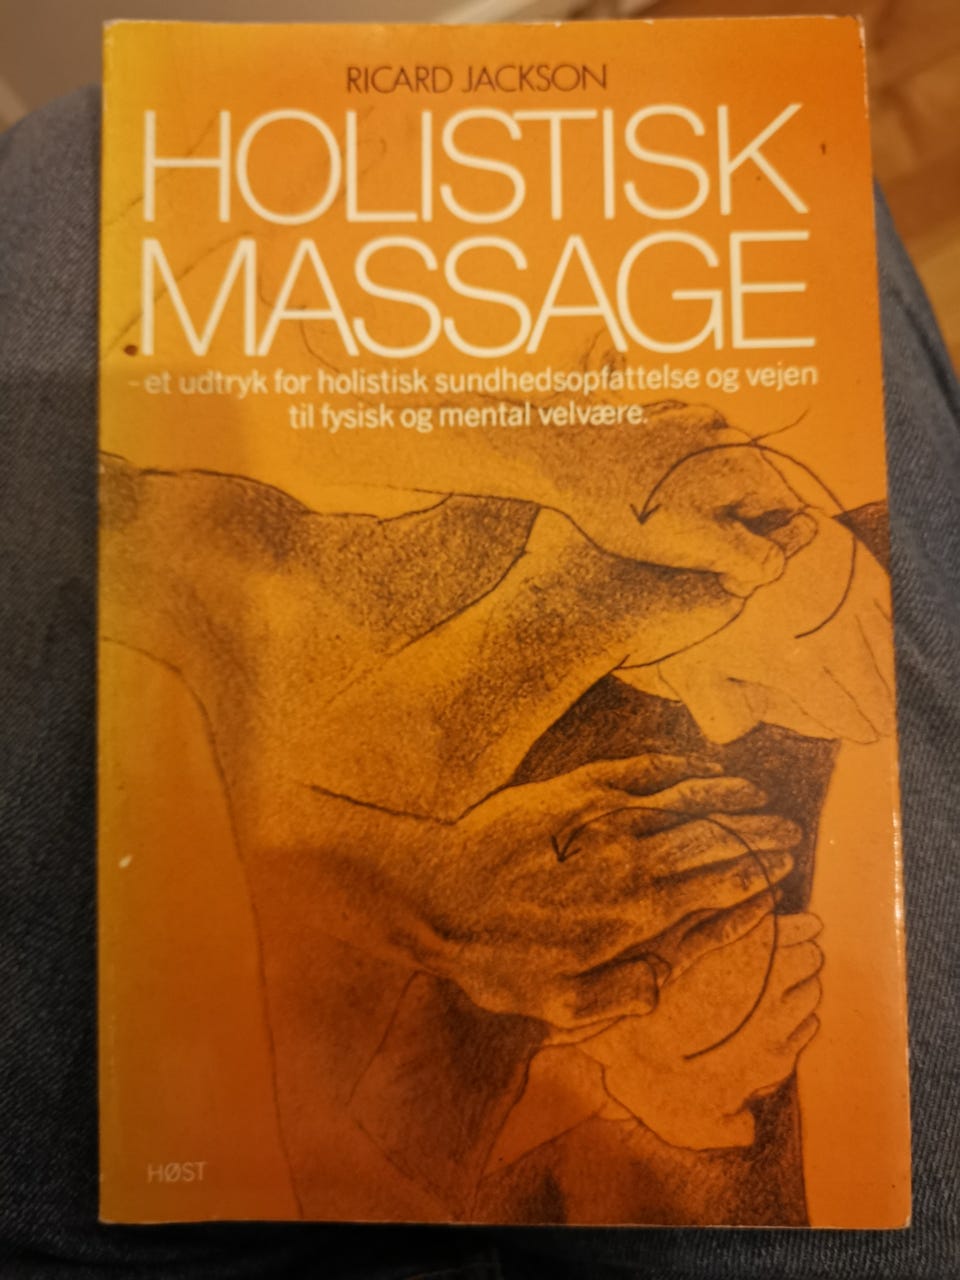 RICARD JACKSON
HOLISTISK
MASSAGE
- et udtryk for holistisk sundhedsopfattelse og vejen
til fysisk og mental velvære.
HØST